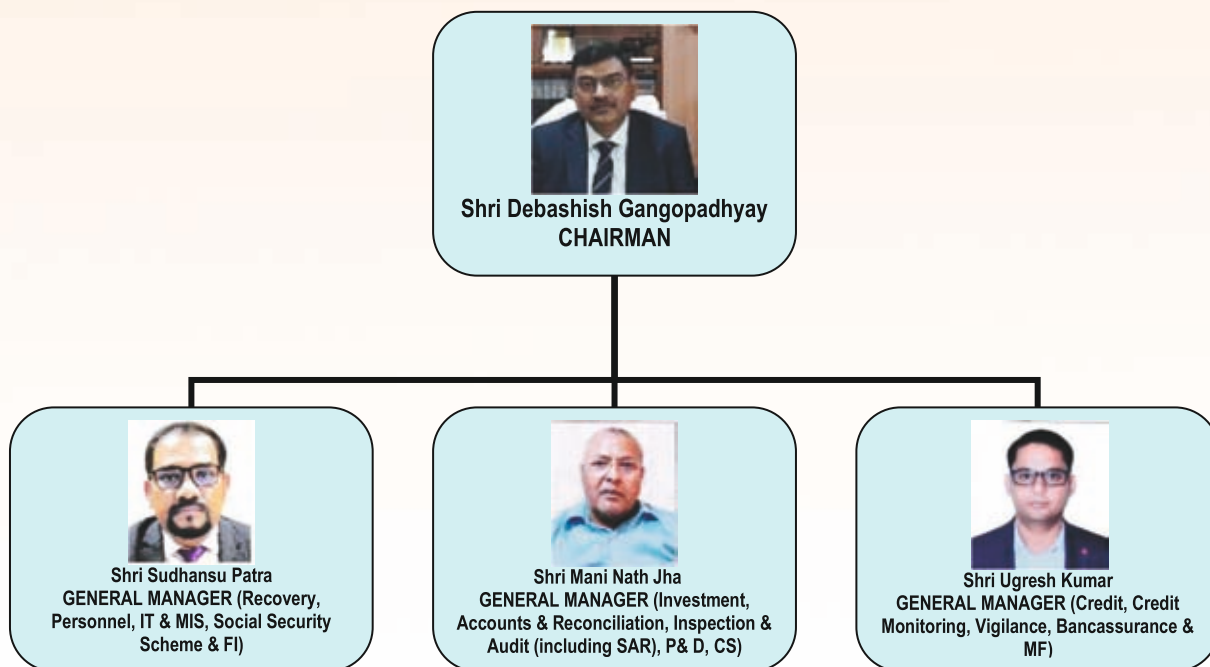 Shri Debashish Gangopadhyay
CHAIRMAN
Shri Sudhansu Patra
GENERAL MANAGER (Recovery,
Personnel, IT & MIS, Social Security
Scheme & FI)
Shri Mani Nath Jha
GENERAL MANAGER (Investment,
Accounts & Reconciliation, Inspection &
Audit (including SAR), P& D, CS)
Shri Ugresh Kumar
GENERAL MANAGER (Credit, Credit
Monitoring, Vigilance, Bancassurance &
MF)